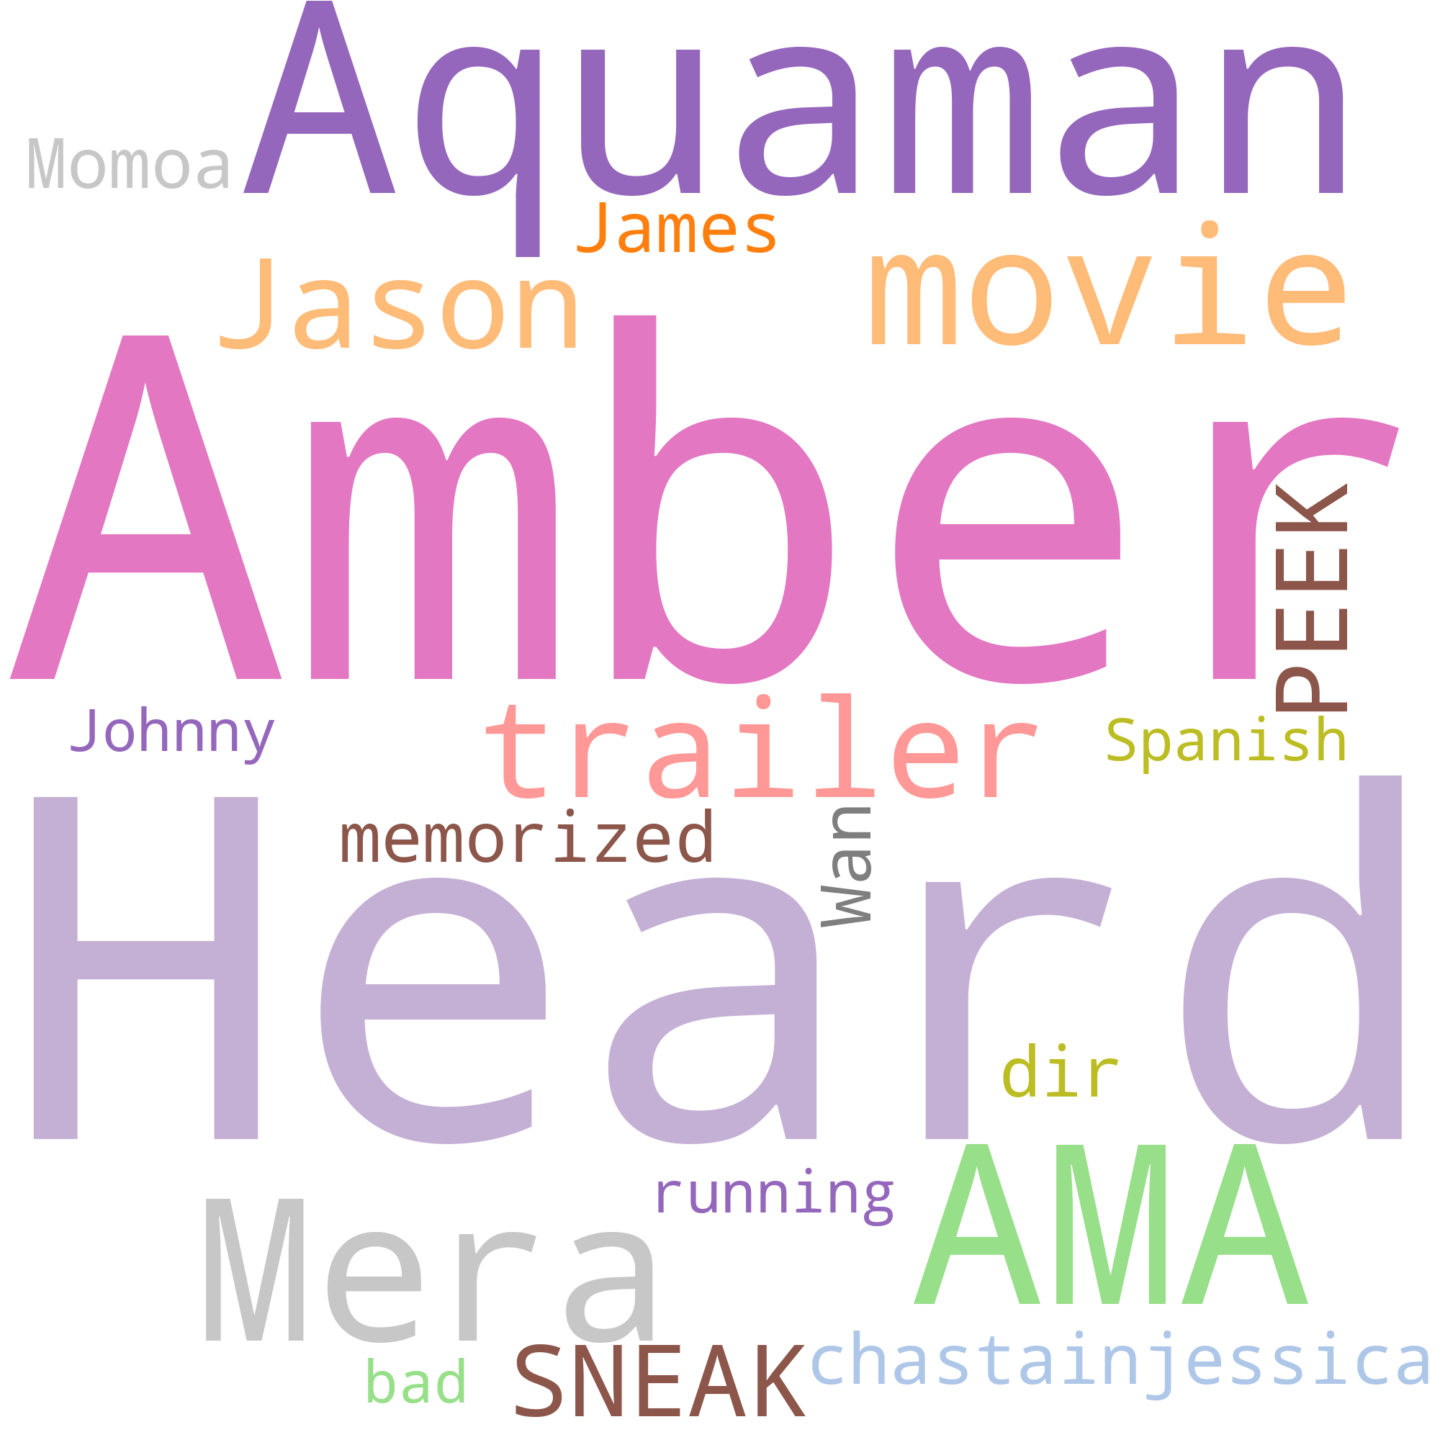 Aquaman
Momoa
James
Jason
movie
Amber
PEEK
Johnny
trailer
Spanish
memorized
Wan
Heard
dir
running
AMA
Mera
bad
SNEAK
chastainjessica